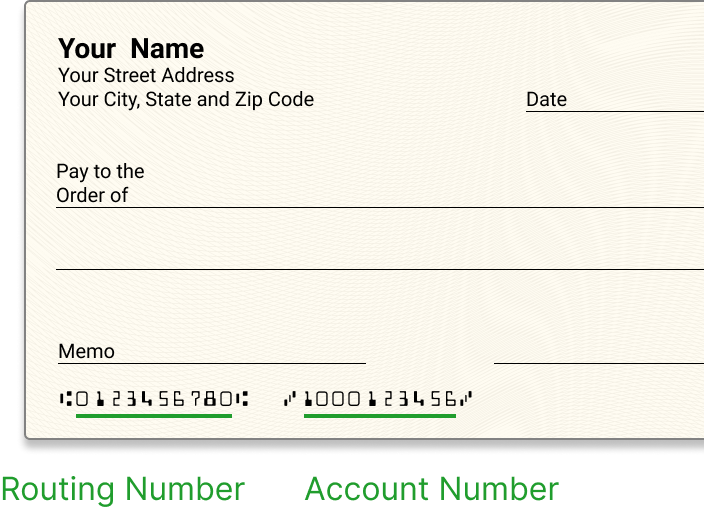 Your Name
Your Street Address
Your City, State and Zip Code
Date
Pay to the
Order of
Memo
⑆0123456780⑆ ⑈1000123456⑈
Routing Number Account Number